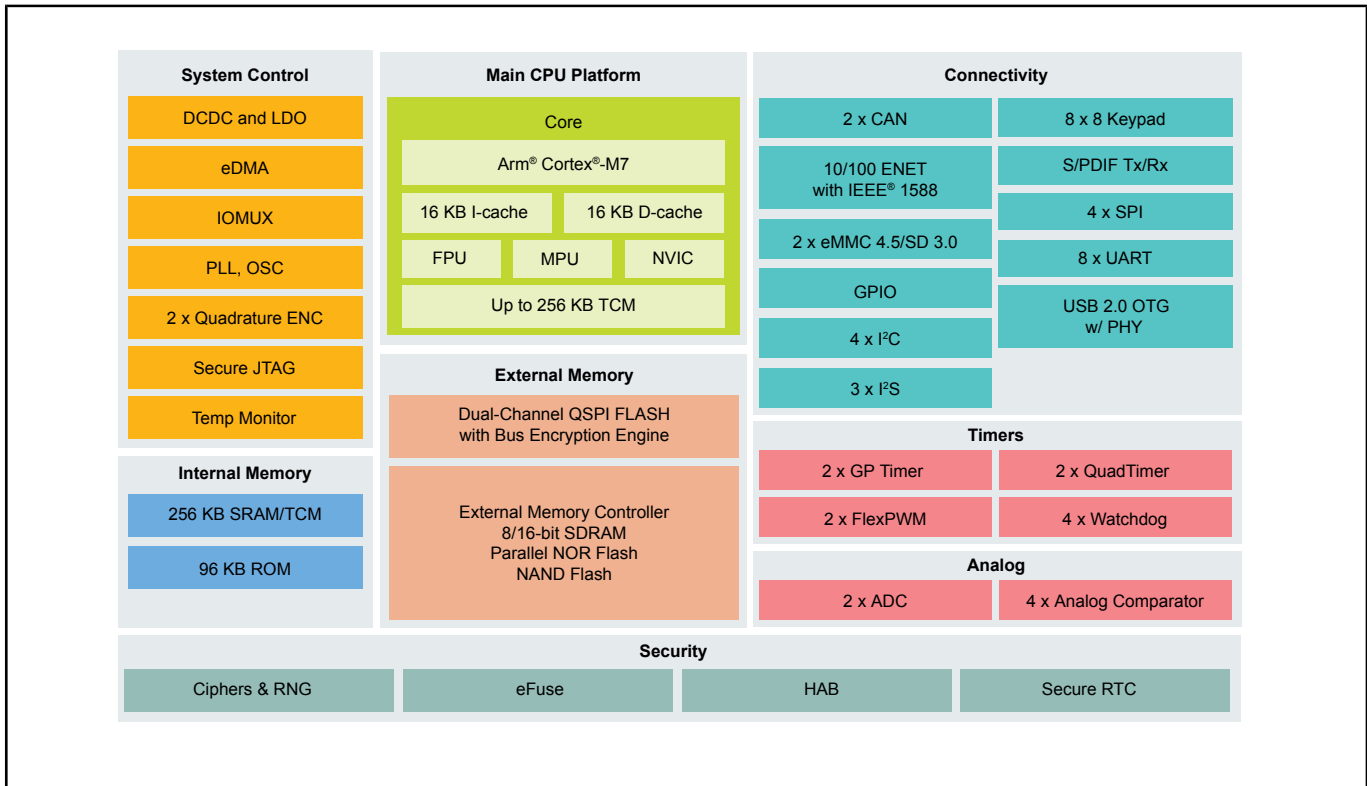 System Control
DCDC and LDO
eDMA
IOMUX
PLL, OSC
2 x Quadrature ENC
Secure JTAG
Temp Monitor
Internal Memory
256 KB SRAM/TCM
96 KB ROM
Main CPU Platform
Core
Arm® Cortex®-M7
16 KB I-cache
16 KB D-cache
FPU
MPU
NVIC
Up to 256 KB TCM
External Memory
Dual-Channel QSPI FLASH
with Bus Encryption Engine
External Memory Controller
8/16-bit SDRAM
Parallel NOR Flash
NAND Flash
Connectivity
2 x CAN
10/100 ENET
with IEEE® 1588
2 x eMMC 4.5/SD 3.0
GPIO
4 x I²C
3 x I²S
8 x 8 Keypad
S/PDIF Tx/Rx
4 x SPI
8 x UART
USB 2.0 OTG
w/ PHY
Timers
2 x GP Timer
2 x QuadTimer
2 x FlexPWM
4 x Watchdog
Analog
2 x ADC
4 x Analog Comparator
Security
Ciphers & RNG
eFuse
HAB
Secure RTC